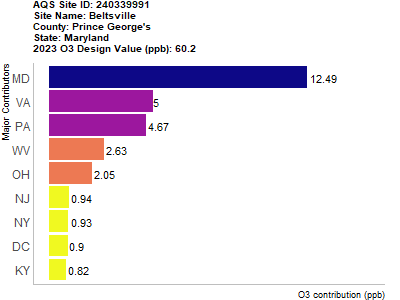 AQS Site ID: 240339991
Site Name: Beltsville
County: Prince George's
State: Maryland
2023 O3 Design Value (ppb): 60.2
Major Contributors
MD 12.49
VA 5
PA 4.67
WV 2.63
OH 2.05
NJ 0.94
NY 0.93
DC 0.9
KY 0.82
O3 contribution (ppb)